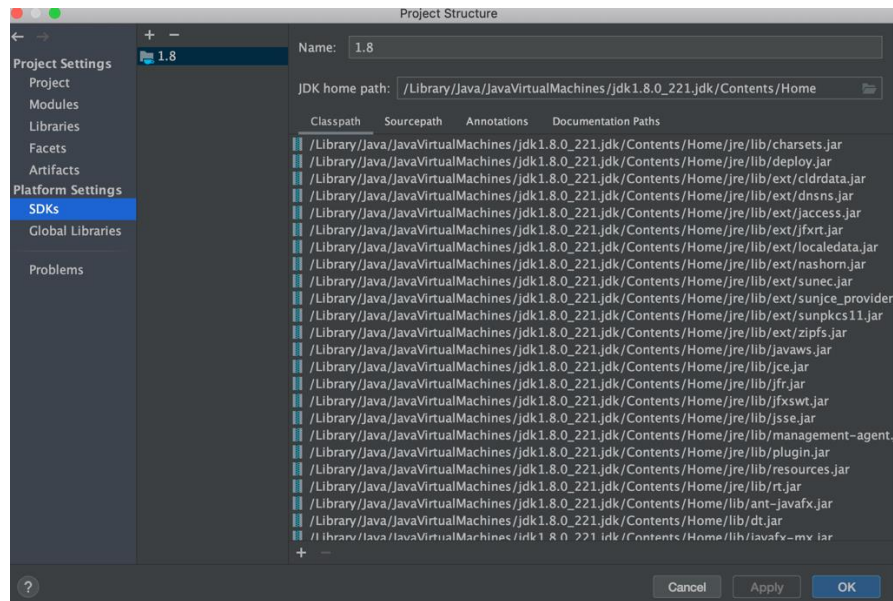 Project Structure
Project Settings
Project
Modules
Libraries
Facets
Artifacts
Platform Settings
SDKs
Global Libraries
Problems
1.8
Name: 1.8
JDK home path: /Library/Java/JavaVirtualMachines/jdk1.8.0_221.jdk/Contents/Home
Classpath Sourcepath Annotations Documentation Paths
/Library/Java/JavaVirtualMachines/jdk1.8.0_221.jdk/Contents/Home/jre/lib/charsets.jar
/Library/Java/JavaVirtualMachines/jdk1.8.0_221.jdk/Contents/Home/jre/lib/deploy.jar
/Library/Java/JavaVirtualMachines/jdk1.8.0_221.jdk/Contents/Home/jre/lib/ext/cldrdata.jar
/Library/Java/JavaVirtualMachines/jdk1.8.0_221.jdk/Contents/Home/jre/lib/ext/dnsns.jar
/Library/Java/JavaVirtualMachines/jdk1.8.0_221.jdk/Contents/Home/jre/lib/ext/jaccess.jar
/Library/Java/JavaVirtualMachines/jdk1.8.0_221.jdk/Contents/Home/jre/lib/ext/jfxrt.jar
/Library/Java/JavaVirtualMachines/jdk1.8.0_221.jdk/Contents/Home/jre/lib/ext/localedata.jar
/Library/Java/JavaVirtualMachines/jdk1.8.0_221.jdk/Contents/Home/jre/lib/ext/nashorn.jar
/Library/Java/JavaVirtualMachines/jdk1.8.0_221.jdk/Contents/Home/jre/lib/ext/sunec.jar
/Library/Java/JavaVirtualMachines/jdk1.8.0_221.jdk/Contents/Home/jre/lib/ext/sunjce_provider
/Library/Java/JavaVirtualMachines/jdk1.8.0_221.jdk/Contents/Home/jre/lib/ext/sunpkcs11.jar
/Library/Java/JavaVirtualMachines/jdk1.8.0_221.jdk/Contents/Home/jre/lib/ext/zipfs.jar
/Library/Java/JavaVirtualMachines/jdk1.8.0_221.jdk/Contents/Home/jre/lib/javaws.jar
/Library/Java/JavaVirtualMachines/jdk1.8.0_221.jdk/Contents/Home/jre/lib/jce.jar
/Library/Java/JavaVirtualMachines/jdk1.8.0_221.jdk/Contents/Home/jre/lib/jfr.jar
/Library/Java/JavaVirtualMachines/jdk1.8.0_221.jdk/Contents/Home/jre/lib/jfxswt.jar
/Library/Java/JavaVirtualMachines/jdk1.8.0_221.jdk/Contents/Home/jre/lib/jsse.jar
/Library/Java/JavaVirtualMachines/jdk1.8.0_221.jdk/Contents/Home/jre/lib/management-agent.
/Library/Java/JavaVirtualMachines/jdk1.8.0_221.jdk/Contents/Home/jre/lib/plugin.jar
/Library/Java/JavaVirtualMachines/jdk1.8.0_221.jdk/Contents/Home/jre/lib/resources.jar
/Library/Java/JavaVirtualMachines/jdk1.8.0_221.jdk/Contents/Home/jre/lib/rt.jar
/Library/Java/JavaVirtualMachines/jdk1.8.0_221.jdk/Contents/Home/lib/ant-javafx.jar
/Library/Java/JavaVirtualMachines/jdk1.8.0_221.jdk/Contents/Home/lib/dt.jar
/Library/Java/JavaVirtualMachines/jdk1.8.0_221.jdk/Contents/Home/lib/javafx-mx.jar
? Cancel Apply OK